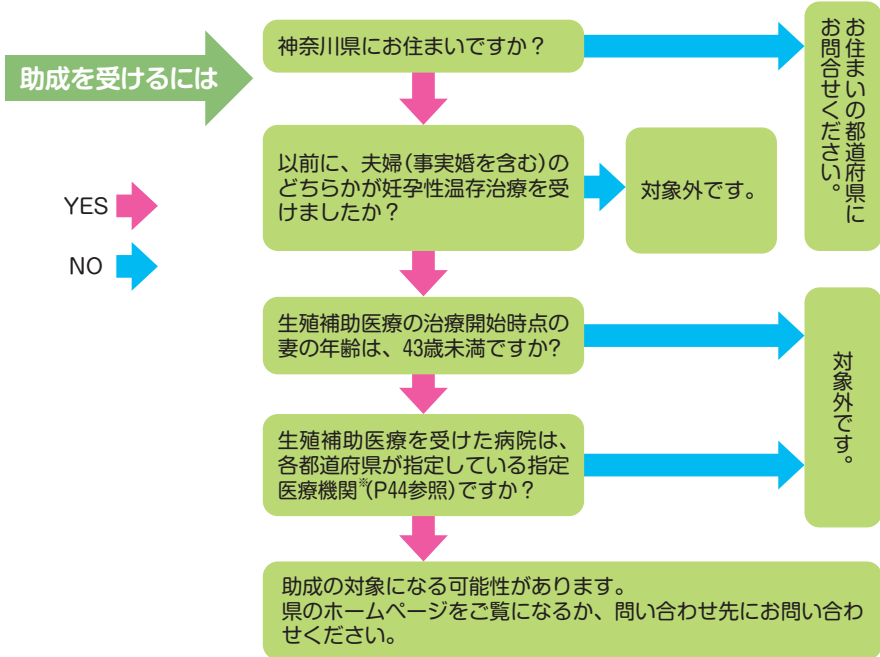 助成を受けるには
YES
NO
神奈川県にお住まいですか？
お住まいの都道府県に
お問合せください。
以前に、夫婦(事実婚を含む)の
どちらかが妊孕性温存治療を受
けましたか？
対象外です。
生殖補助医療の治療開始時点の
妻の年齢は、43歳未満ですか?
生殖補助医療を受けた病院は、
各都道府県が指定している指定
医療機関※(P44参照)ですか？
対象外です。
助成の対象になる可能性があります。
県のホームページをご覧になるか、問い合わせ先にお問い合わ
せください。